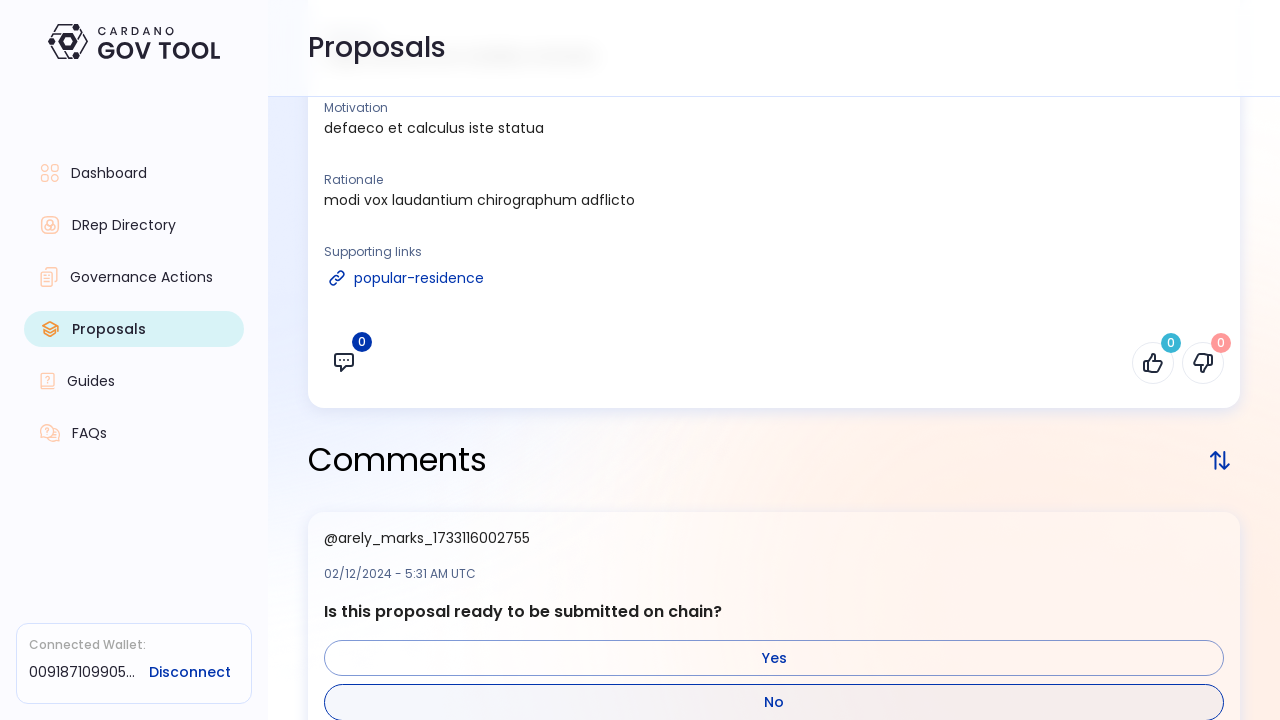 CARDANO
GOV TOOL
Dashboard
DRep Directory
Governance Actions
Proposals
Guides
FAQs
Connected Wallet:
009187109905...
Disconnect
Proposals
Motivation
defaeco et calculus iste statua
Rationale
modi vox laudantium chirographum adflicto
Supporting links
popular-residence
0
0
0
Comments
@arely_marks_1733116002755
02/12/2024 - 5:31 AM UTC
Is this proposal ready to be submitted on chain?
Yes
No